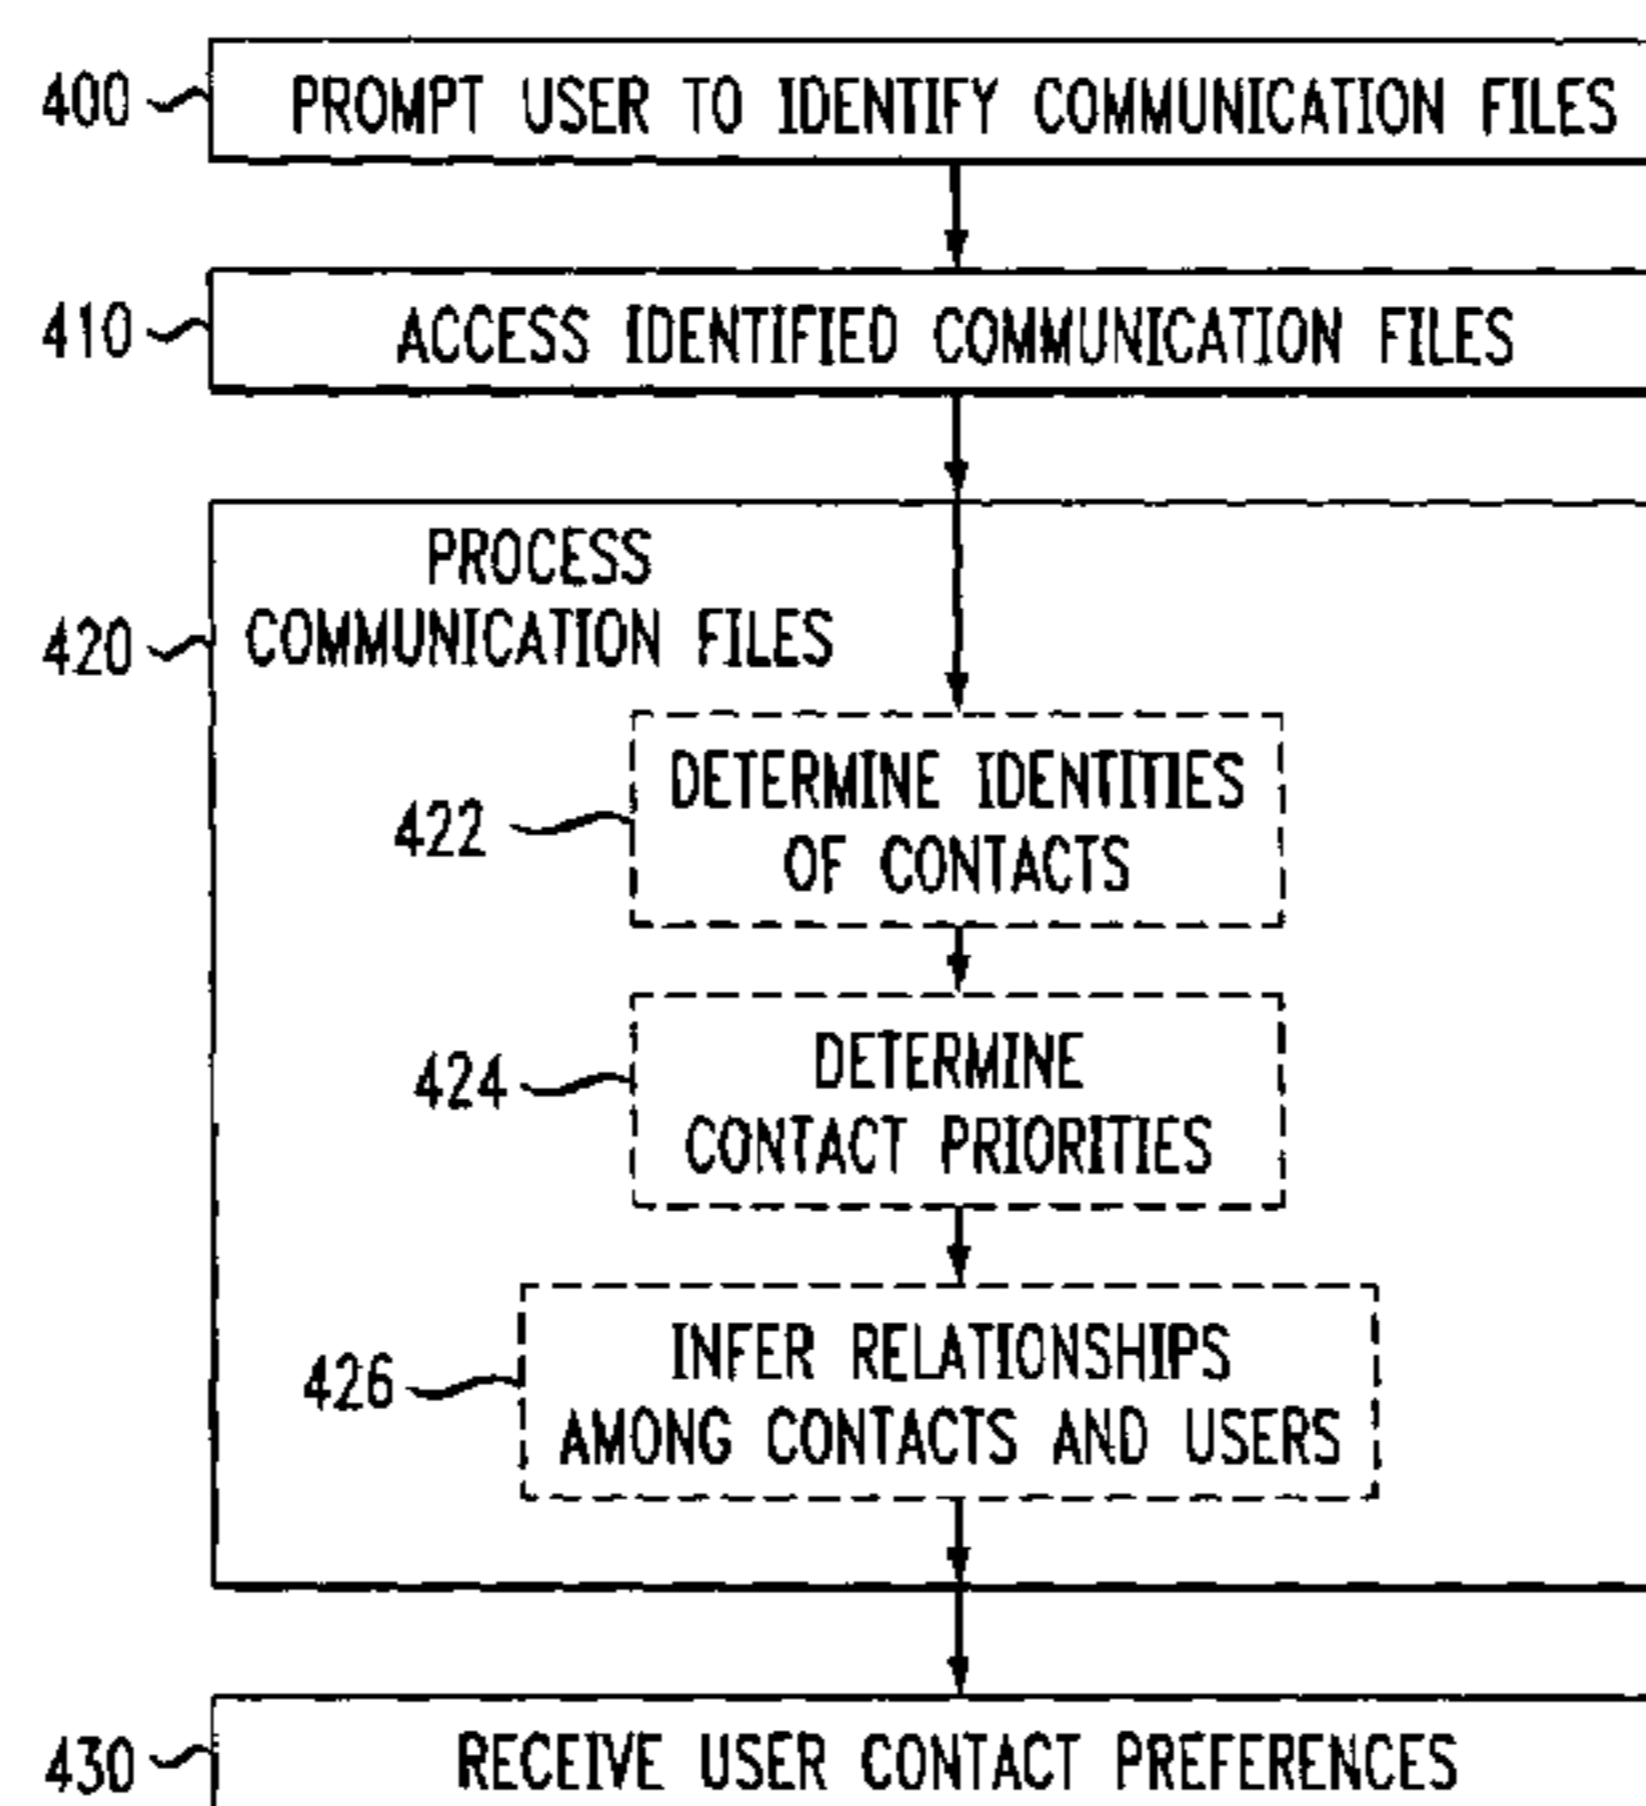 400 PROMPT USER TO IDENTIFY COMMUNICATION FILES
410 ACCESS IDENTIFIED COMMUNICATION FILES
PROCESS
420 COMMUNICATION FILES
422 DETERMINE IDENTITIES
OF CONTACTS
424 DETERMINE
CONTACT PRIORITIES
426 INFER RELATIONSHIPS
AMONG CONTACTS AND USERS
430 RECEIVE USER CONTACT PREFERENCES